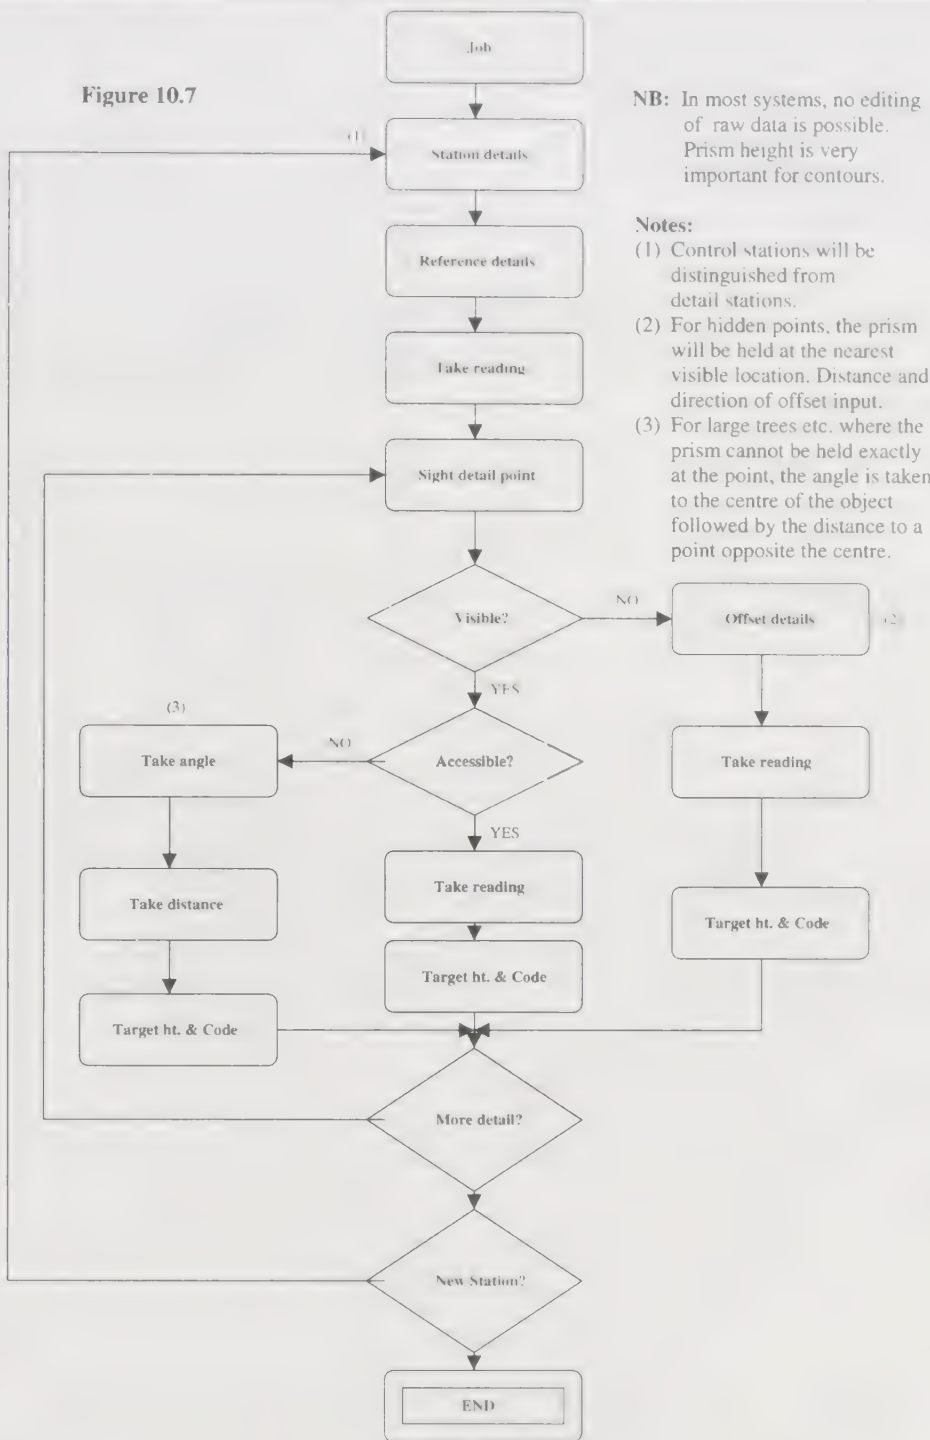 Job
Figure 10.7
NB: In most systems, no editing
of raw data is possible.
Prism height is very
important for contours.
(1)
Station details
Notes:
(1) Control stations will be
distinguished from
detail stations.
(2) For hidden points, the prism
will be held at the nearest
visible location. Distance and
direction of offset input.
(3) For large trees etc. where the
prism cannot be held exactly
at the point, the angle is taken
to the centre of the object
followed by the distance to a
point opposite the centre.
Reference details
Take reading
Sight detail point
Visible?
NO
Offset details
(2)
YES
(3)
Take angle
NO
Accessible?
Take reading
YES
Take distance
Take reading
Target ht. & Code
Target ht. & Code
Target ht. & Code
More detail?
New Station?
END